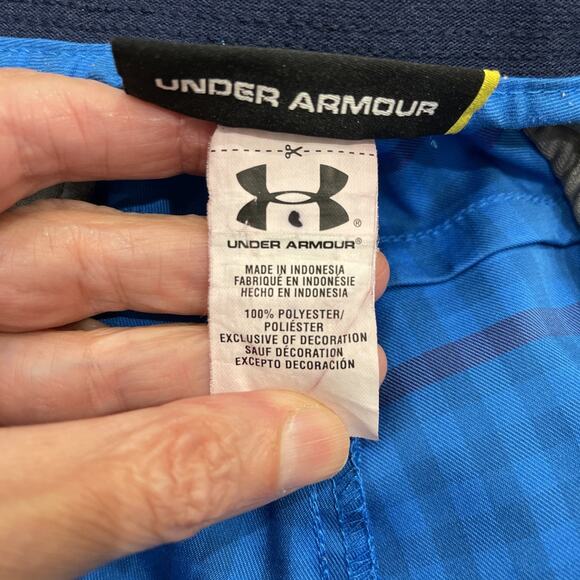 UNDER ARMOUR
UNDER ARMOUR®
MADE IN INDONESIA
FABRIQUÉ EN INDONÉSIE
HECHO EN INDONESIA
100% POLYESTER/
POLIÉSTER
EXCLUSIVE OF DECORATION
SAUF DÉCORATION
EXCEPTO DECORACIÓN